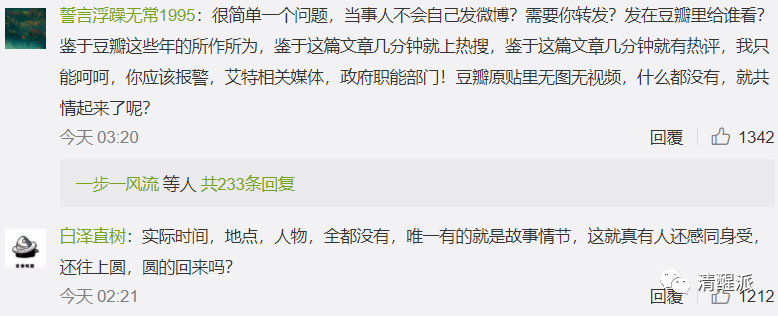 誓言浮躁无常1995：很简单一个问题，当事人不会自己发微博？需要你转发？发在豆瓣里给谁看？
鉴于豆瓣这些年的所作所为，鉴于这篇文章几分钟就上热搜，鉴于这篇文章几分钟就有热评，我只
能呵呵，你应该报警，艾特相关媒体，政府职能部门！豆瓣原贴里无图无视频，什么都没有，就共
情起来了呢？
今天 03:20 回覆 1342
一步一风流 等人 共233条回复
白泽直树：实际时间，地点，人物，全都没有，唯一有的就是故事情节，这就真有人还感同身受，
还往上圆，圆的回来吗？
今天 02:21 回覆 1212
清醒派